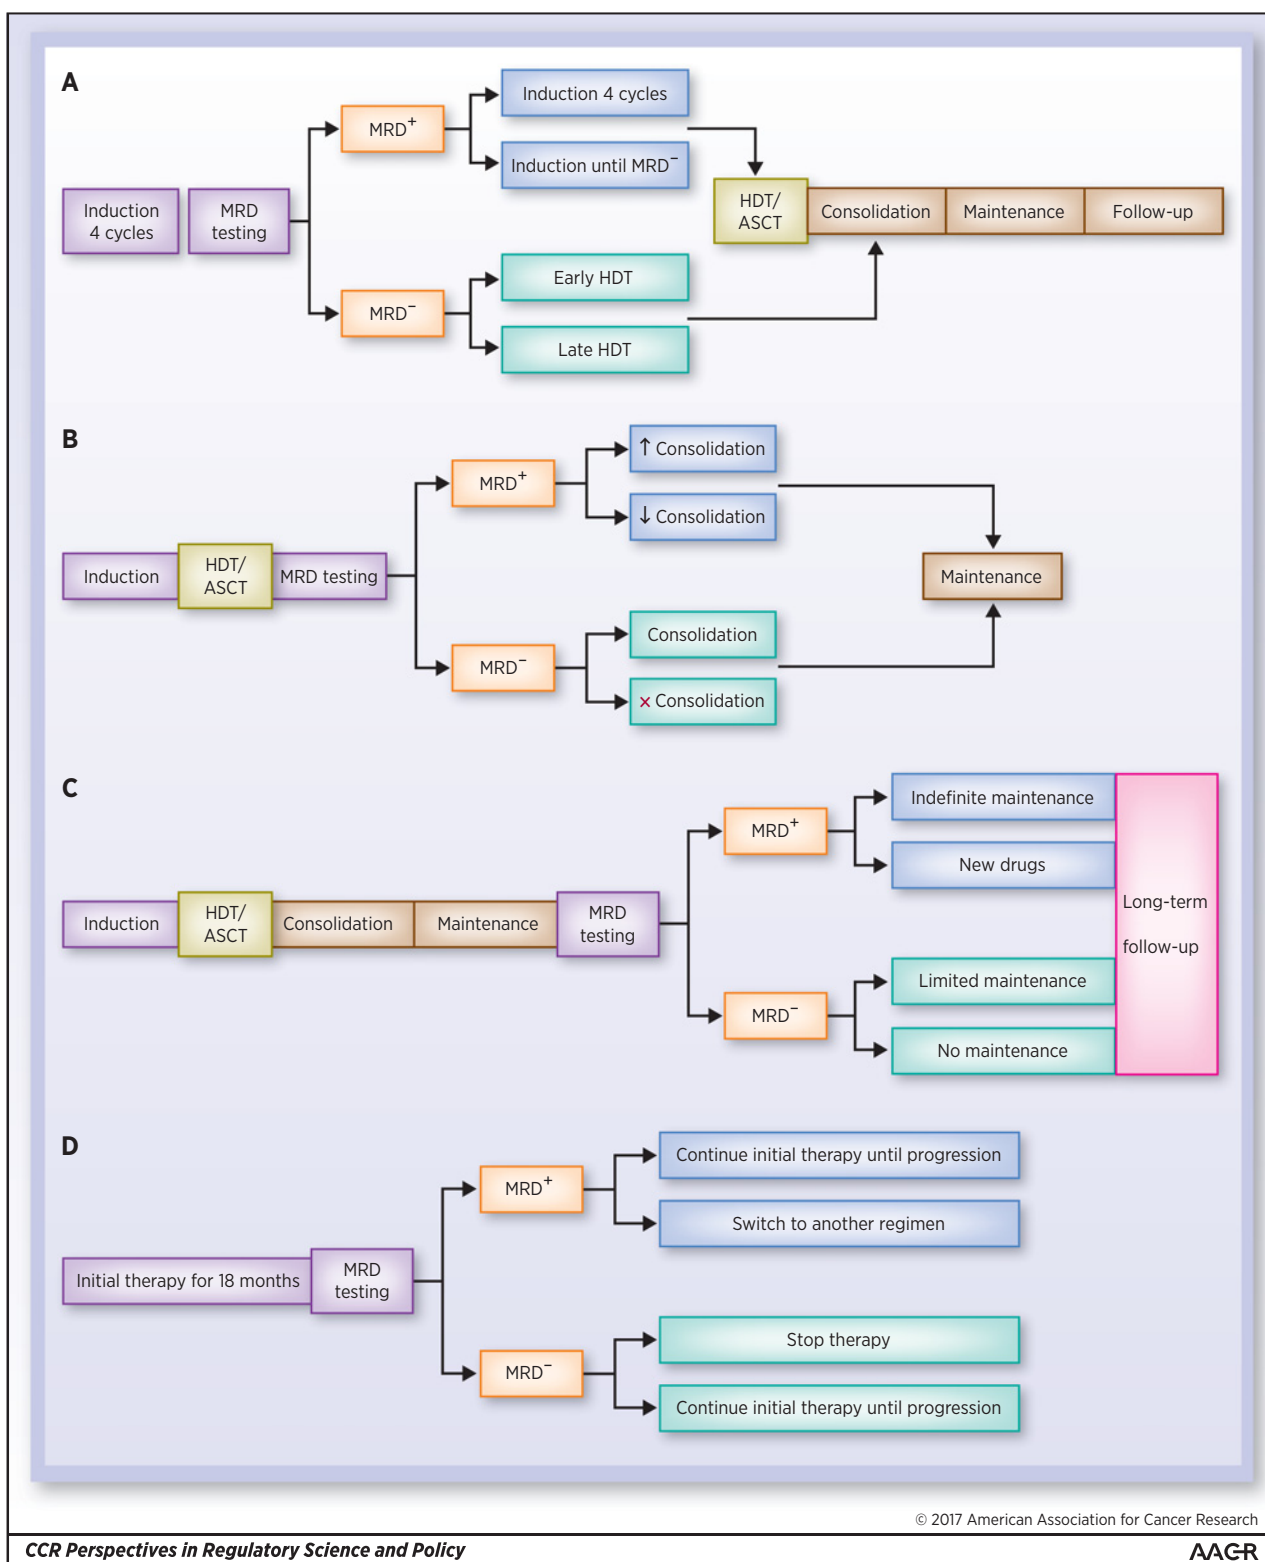 A
Induction
4 cycles
MRD
testing
MRD+
Induction 4 cycles
Induction until MRD−
MRD−
Early HDT
Late HDT
HDT/
ASCT
Consolidation
Maintenance
Follow-up
B
Induction
HDT/
ASCT
MRD testing
MRD+
↑ Consolidation
↓ Consolidation
MRD−
Consolidation
× Consolidation
Maintenance
C
Induction
HDT/
ASCT
Consolidation
Maintenance
MRD
testing
MRD+
Indefinite maintenance
New drugs
MRD−
Limited maintenance
No maintenance
Long-term
follow-up
D
Initial therapy for 18 months
MRD
testing
MRD+
Continue initial therapy until progression
Switch to another regimen
MRD−
Stop therapy
Continue initial therapy until progression
© 2017 American Association for Cancer Research
CCR Perspectives in Regulatory Science and Policy
AACR